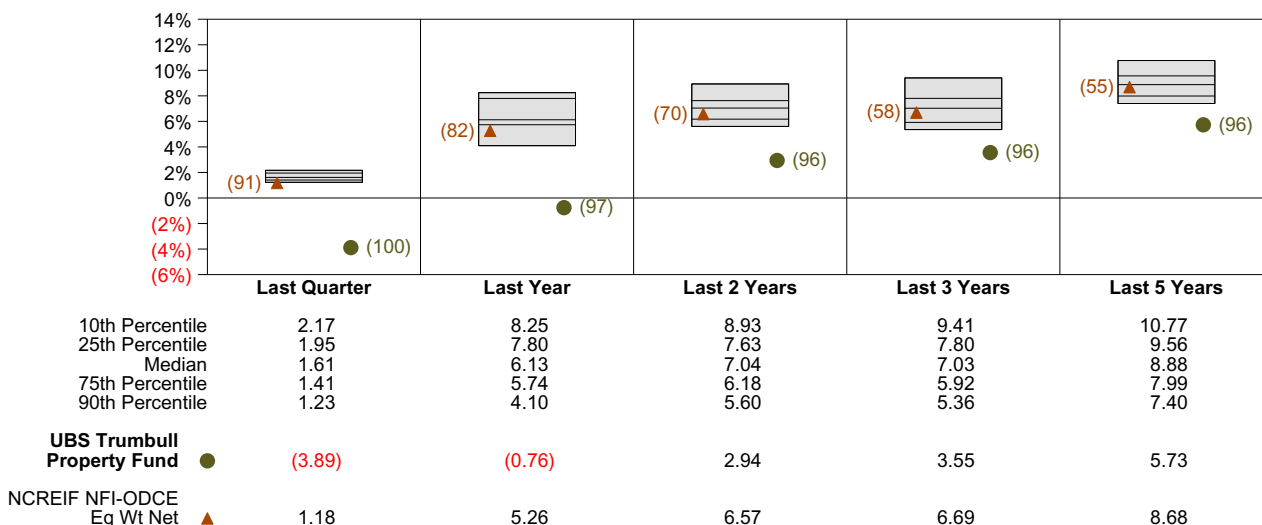 14%
12%
10%
8%
6%
4%
2%
0%
(2%)
(4%)
(6%)
(91)
(100)
(82)
(97)
(70)
(96)
(58)
(96)
(55)
(96)
Last Quarter Last Year Last 2 Years Last 3 Years Last 5 Years
10th Percentile 2.17 8.25 8.93 9.41 10.77
25th Percentile 1.95 7.80 7.63 7.80 9.56
Median 1.61 6.13 7.04 7.03 8.88
75th Percentile 1.41 5.74 6.18 5.92 7.99
90th Percentile 1.23 4.10 5.60 5.36 7.40
UBS Trumbull
Property Fund (3.89) (0.76) 2.94 3.55 5.73
NCREIF NFI-ODCE
Eq Wt Net 1.18 5.26 6.57 6.69 8.68